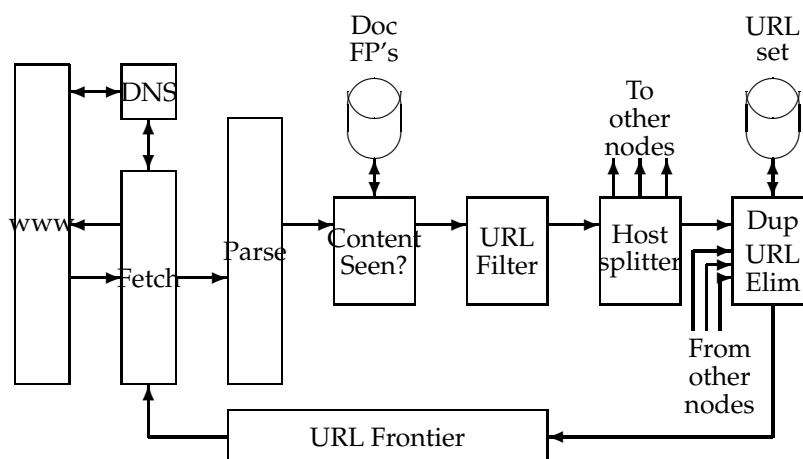 Doc
FP's
URL
set
DNS
To
other
nodes
www
Fetch
Parse
Content
Seen?
URL
Filter
Host
splitter
Dup
URL
Elim
From
other
nodes
URL Frontier